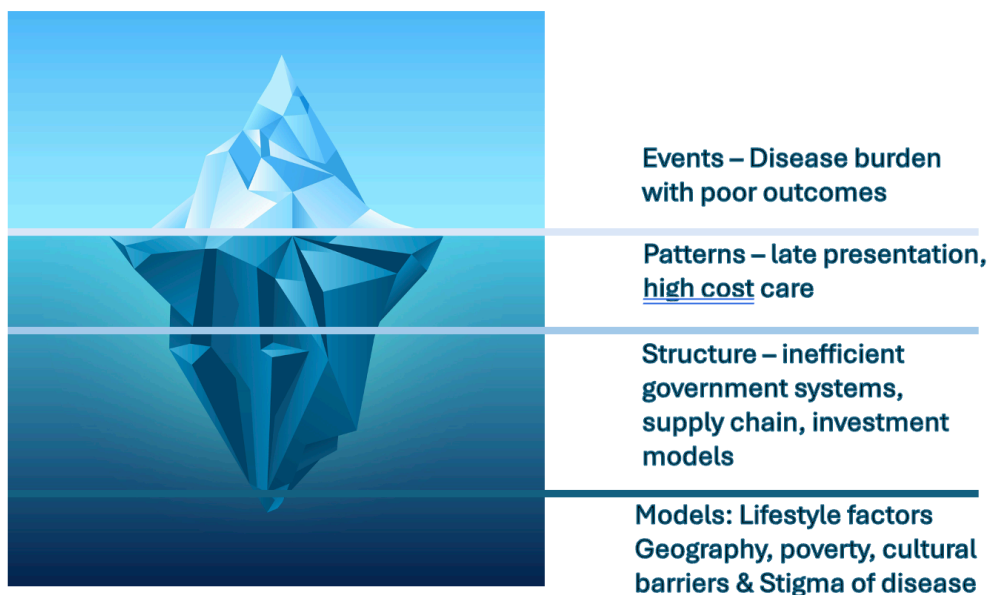 Events – Disease burden
with poor outcomes
Patterns – late presentation,
high cost care
Structure – inefficient
government systems,
supply chain, investment
models
Models: Lifestyle factors
Geography, poverty, cultural
barriers & Stigma of disease